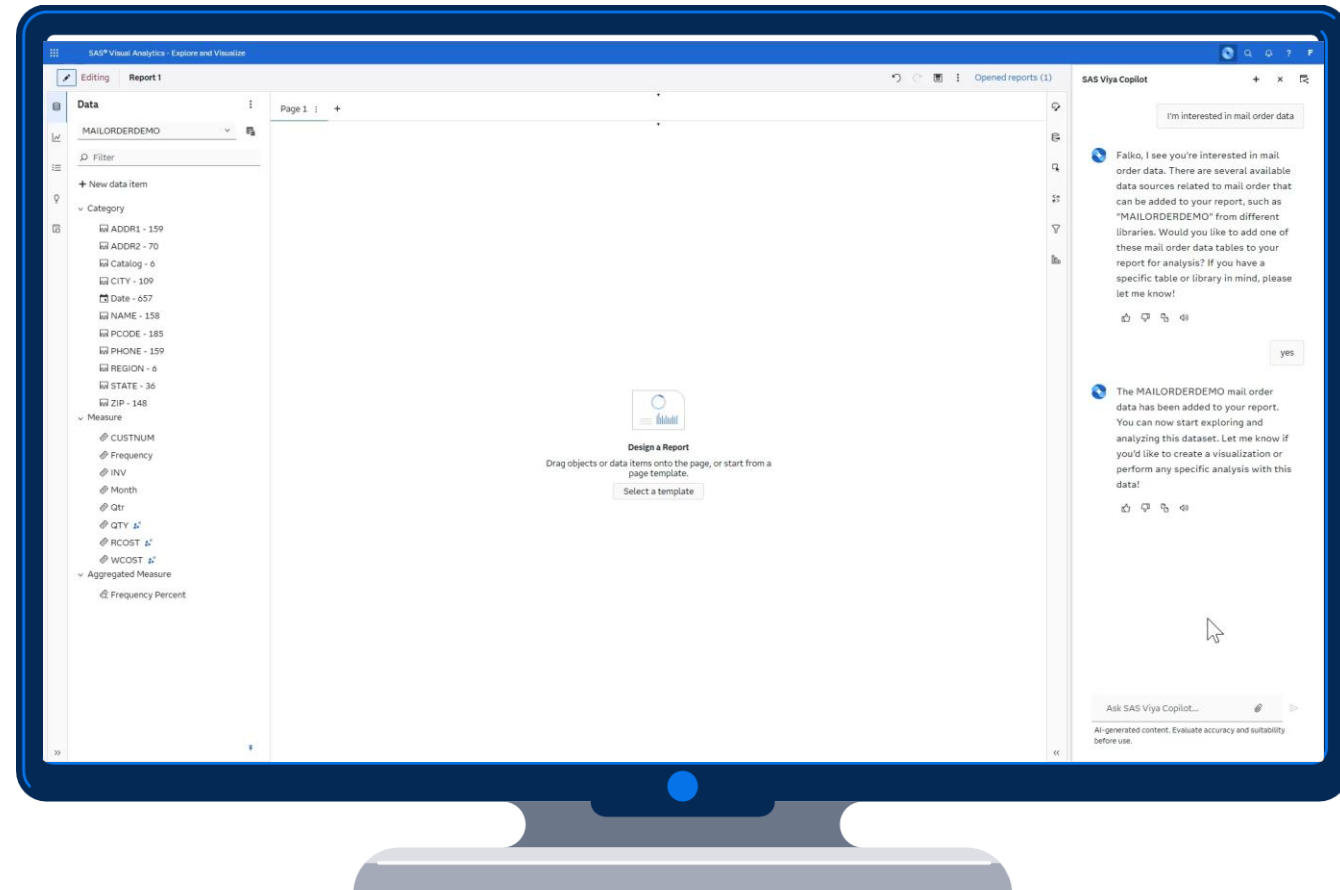 SAS® Visual Analytics - Explore and Visualize
?
F
Editing
Report 1
Opened reports (1)
Data
MAILORDERDEMO
Filter
+ New data item
Category
ADDR1 - 159
ADDR2 - 70
Catalog - 6
CITY - 109
Date - 657
NAME - 158
PCODE - 185
PHONE - 159
REGION - 6
STATE - 36
ZIP - 148
Measure
CUSTNUM
Frequency
INV
Month
Qtr
QTY
RCOST
WCOST
Aggregated Measure
Frequency Percent
Page 1
+
Design a Report
Drag objects or data items onto the page, or start from a
page template.
Select a template
SAS Viya Copilot
I'm interested in mail order data
Falko, I see you're interested in mail
order data. There are several available
data sources related to mail order that
can be added to your report, such as
"MAILORDERDEMO" from different
libraries. Would you like to add one of
these mail order data tables to your
report for analysis? If you have a
specific table or library in mind, please
let me know!
yes
The MAILORDERDEMO mail order
data has been added to your report.
You can now start exploring and
analyzing this dataset. Let me know if
you'd like to create a visualization or
perform any specific analysis with this
data!
Ask SAS Viya Copilot...
AI-generated content. Evaluate accuracy and suitability
before use.